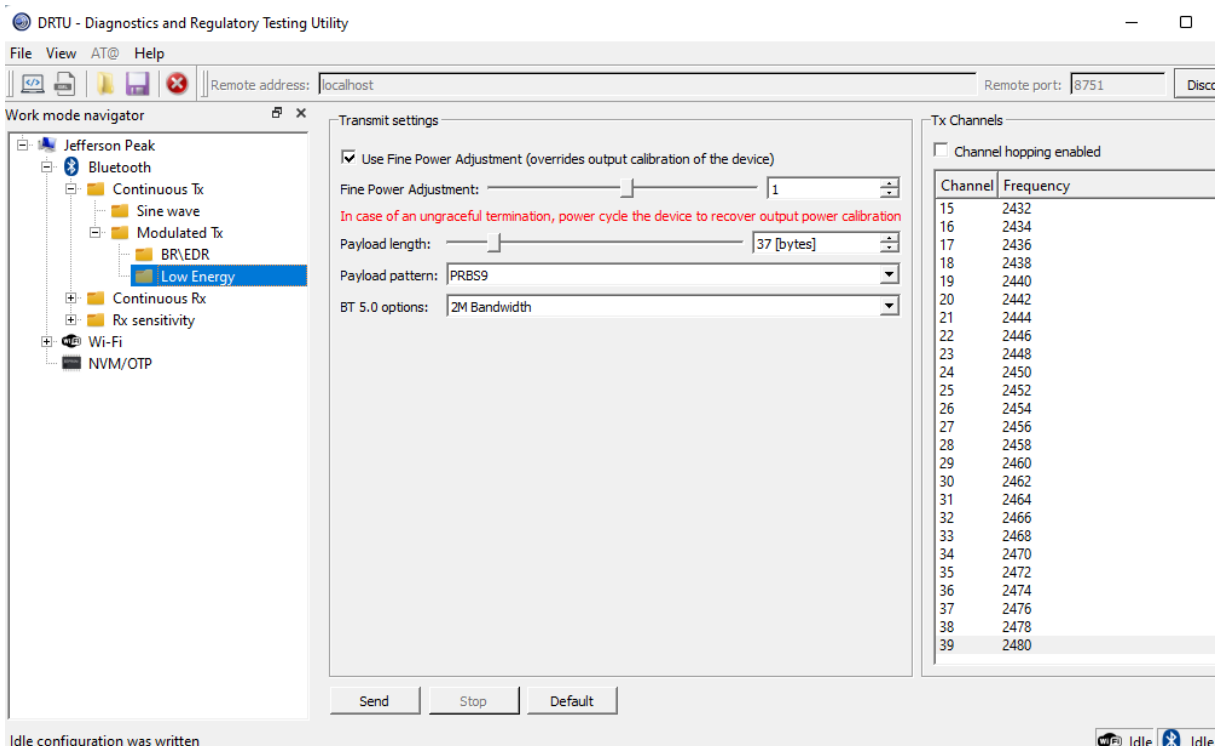 DRTU - Diagnostics and Regulatory Testing Utility
File View AT@ Help
Remote address: localhost Remote port: 8751 Disco
Work mode navigator
Jefferson Peak
Bluetooth
Continuous Tx
Sine wave
Modulated Tx
BR\EDR
Low Energy
Continuous Rx
Rx sensitivity
Wi-Fi
NVM/OTP
Transmit settings
Use Fine Power Adjustment (overrides output calibration of the device)
Fine Power Adjustment: 1
In case of an ungraceful termination, power cycle the device to recover output power calibration
Payload length: 37 [bytes]
Payload pattern: PRBS9
BT 5.0 options: 2M Bandwidth
Send Stop Default
Tx Channels
Channel hopping enabled
Channel Frequency
15 2432
16 2434
17 2436
18 2438
19 2440
20 2442
21 2444
22 2446
23 2448
24 2450
25 2452
26 2454
27 2456
28 2458
29 2460
30 2462
31 2464
32 2466
33 2468
34 2470
35 2472
36 2474
37 2476
38 2478
39 2480
Idle configuration was written
WiFi Idle Idle